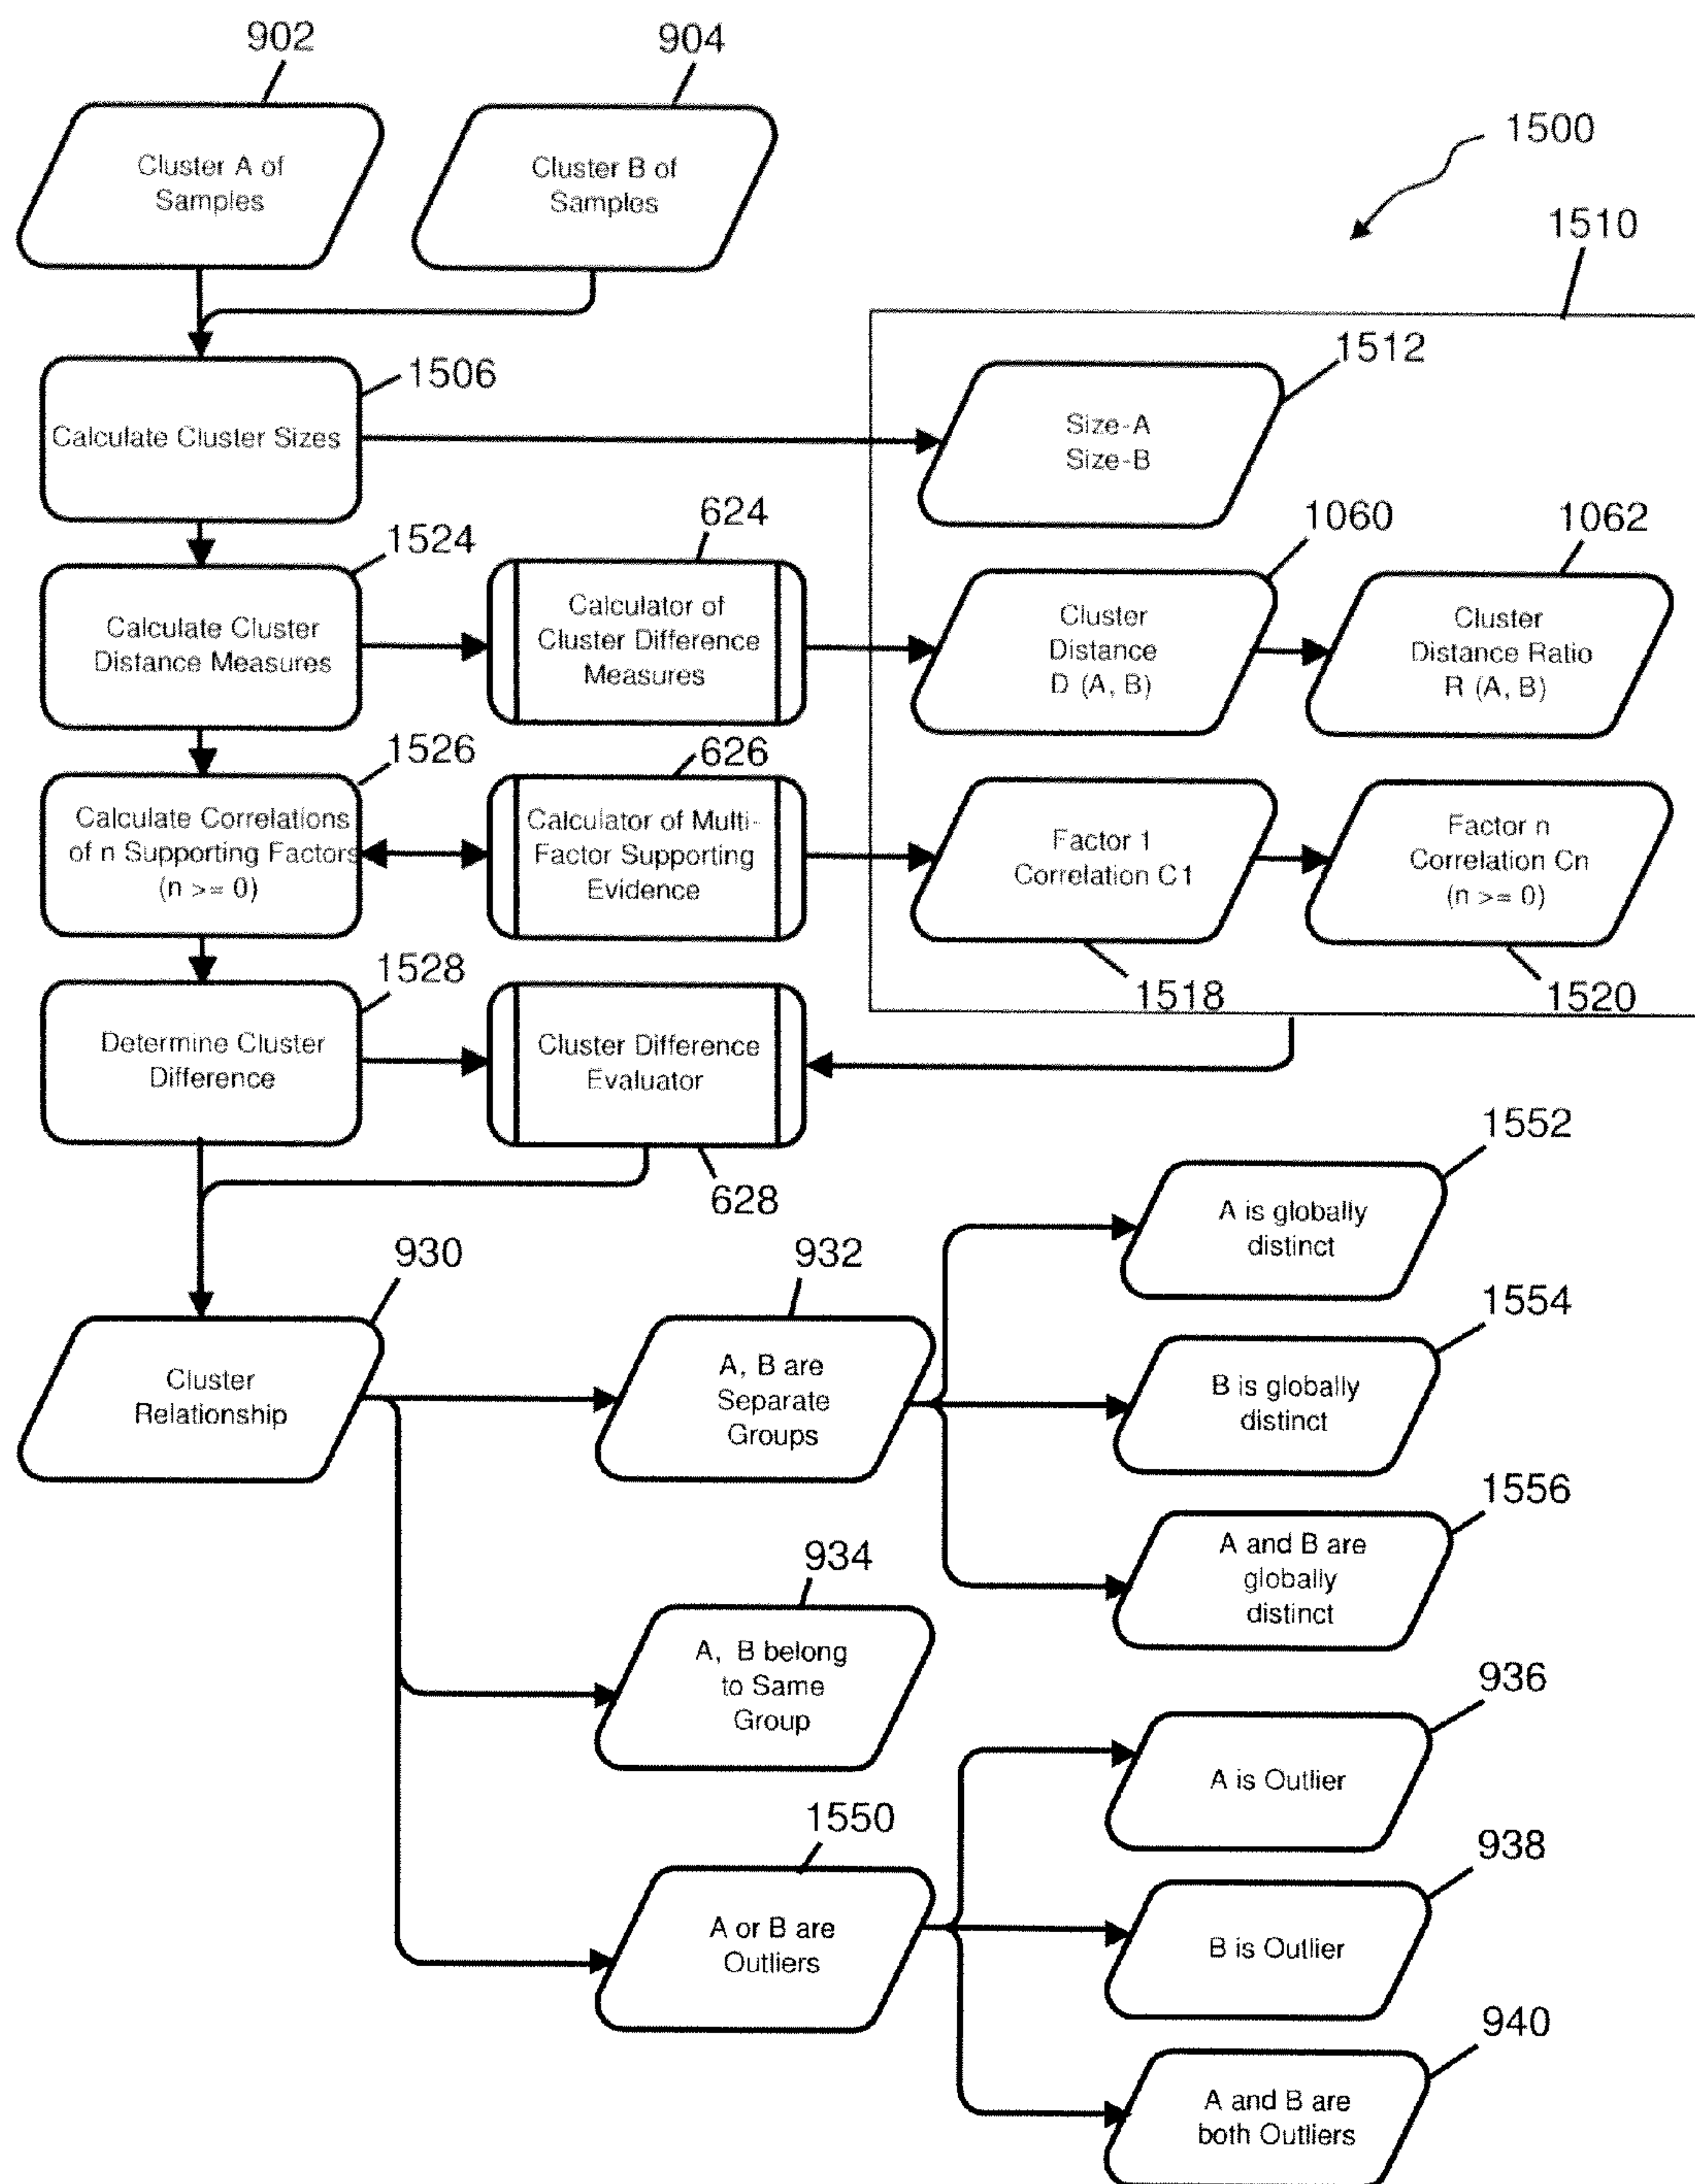 902
904
Cluster A of
Samples
Cluster B of
Samples
1500
1510
1506
Calculate Cluster Sizes
1512
Size-A
Size-B
1524
Calculate Cluster
Distance Measures
624
Calculator of
Cluster Difference
Measures
1060
Cluster
Distance
D (A, B)
1062
Cluster
Distance Ratio
R (A, B)
1526
Calculate Correlations
of n Supporting Factors
(n >= 0)
626
Calculator of Multi-
Factor Supporting
Evidence
Factor 1
Correlation C1
1518
Factor n
Correlation Cn
(n >= 0)
1520
1528
Determine Cluster
Difference
Cluster Difference
Evaluator
628
930
Cluster
Relationship
932
A, B are
Separate
Groups
1552
A is globally
distinct
1554
B is globally
distinct
1556
A and B are
globally
distinct
934
A, B belong
to Same
Group
1550
A or B are
Outliers
936
A is Outlier
938
B is Outlier
940
A and B are
both Outliers